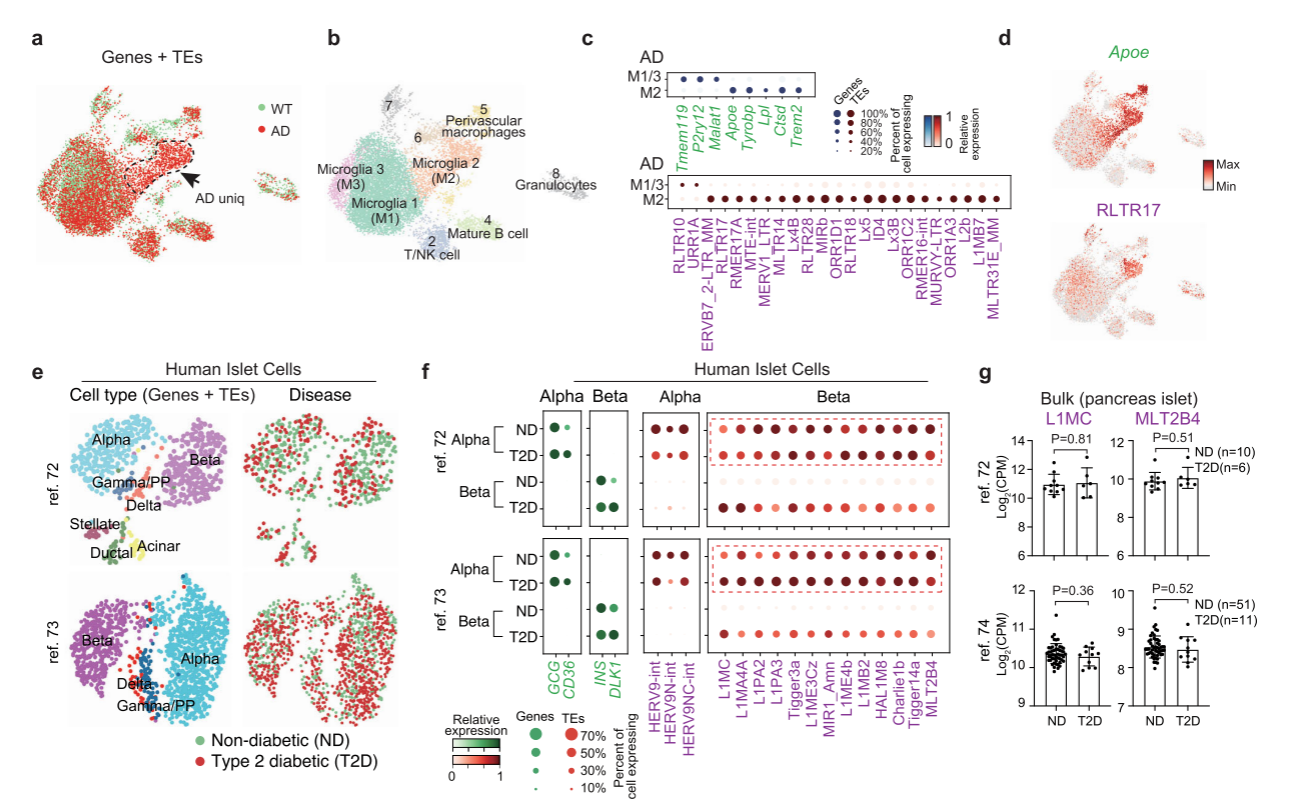 a
Genes + TEs
WT
AD
AD uniq
b
7
5
Perivascular
macrophages
6
Microglia 3
(M3)
Microglia 2
(M2)
Microglia 1
(M1)
8
Granulocytes
4
Mature B cell
2
T/NK cell
c
AD
M1/3
M2
Tmem119
P2ry12
Malat1
Apoe
Tyrobp
Lpl
Ctsd
Trem2
Genes
TEs
100%
80%
60%
40%
20%
Percent of
cell expressing
1
0
Relative
expression
AD
M1/3
M2
RLTR10
URR1A
ERVB7_2-LTR_MM
RLTR17
RMER17A
MTE-int
MERV1_LTR
MLTR14
Lx4B
RLTR28
MIRb
ORR1D1
RLTR18
Lx5
ID4
Lx3B
ORR1C2
RMER16-int
MURVY-LTR
ORR1A3
L2b
L1MB7
MLTR31E_MM
d
Apoe
Max
Min
RLTR17
e
Human Islet Cells
Cell type (Genes + TEs)
Disease
ref. 72
Alpha
Beta
Gamma/PP
Delta
Stellate
Ductal
Acinar
ref. 73
Beta
Alpha
Delta
Gamma/PP
Non-diabetic (ND)
Type 2 diabetic (T2D)
f
Human Islet Cells
Alpha
Beta
Alpha
Beta
ref. 72
Alpha
ND
T2D
Beta
ND
T2D
ref. 73
Alpha
ND
T2D
Beta
ND
T2D
GCG
CD36
INS
DLK1
HERV9-int
HERV9N-int
HERV9NC-int
L1MC
L1MA4A
L1PA2
L1PA3
Tigger3a
L1ME3Cz
MIR1_Amn
L1ME4b
L1MB2
HAL1M8
Charlie1b
Tigger14a
MLT2B4
Relative
expression
0
1
Genes
TEs
70%
50%
30%
10%
Percent of
cell expressing
g
Bulk (pancreas islet)
L1MC
MLT2B4
ref. 72
Log2(CPM)
14
12
10
8
6
P=0.81
12
10
8
6
P=0.51
ND (n=10)
T2D(n=6)
ref. 74
Log2(CPM)
12
11
10
9
P=0.36
10
9
8
7
P=0.52
ND (n=51)
T2D(n=11)
ND
T2D
ND
T2D